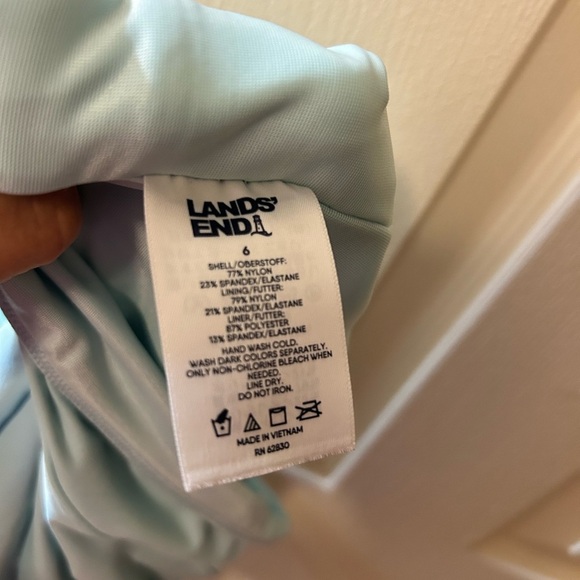 LANDS'
END
6
SHELL/OBERSTOFF:
77% NYLON
23% SPANDEX/ELASTANE
LINING/FUTTER:
79% NYLON
21% SPANDEX/ELASTANE
LINER/FUTTER:
87% POLYESTER
13% SPANDEX/ELASTANE
HAND WASH COLD.
WASH DARK COLORS SEPARATELY.
ONLY NON-CHLORINE BLEACH WHEN
NEEDED.
LINE DRY.
DO NOT IRON.
MADE IN VIETNAM
RN 62830